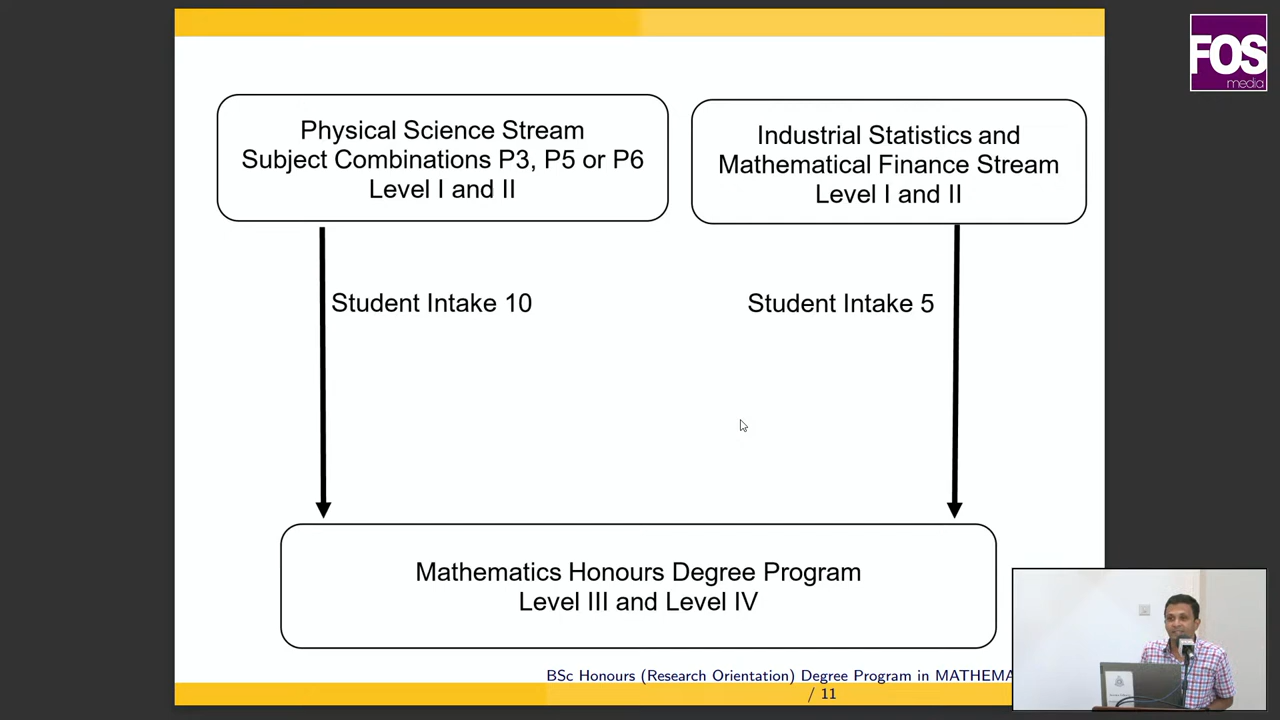 FOS
media
Physical Science Stream
Subject Combinations P3, P5 or P6
Level I and II
Industrial Statistics and
Mathematical Finance Stream
Level I and II
Student Intake 10
Student Intake 5
Mathematics Honours Degree Program
Level III and Level IV
BSc Honours (Research Orientation) Degree Program in MATHEMA
/ 11